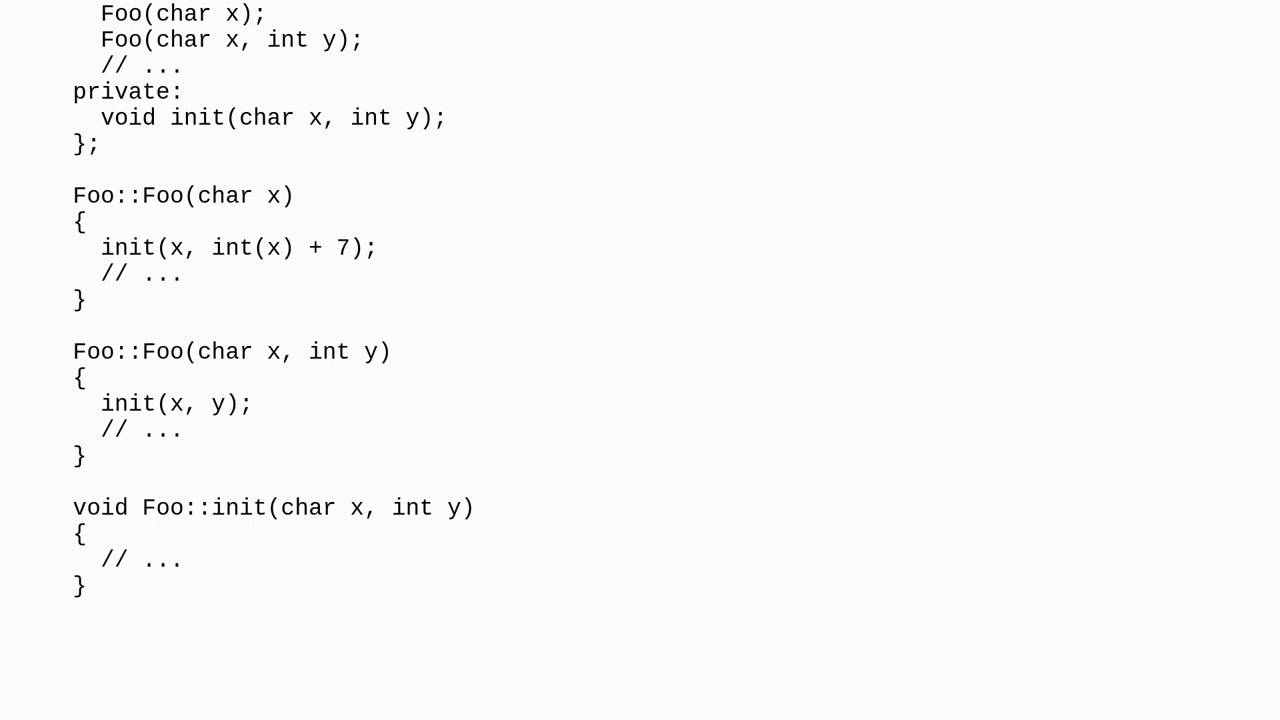 Foo(char x);
Foo(char x, int y);
// ...
private:
void init(char x, int y);
};
Foo::Foo(char x)
{
init(x, int(x) + 7);
// ...
}
Foo::Foo(char x, int y)
{
init(x, y);
// ...
}
void Foo::init(char x, int y)
{
// ...
}